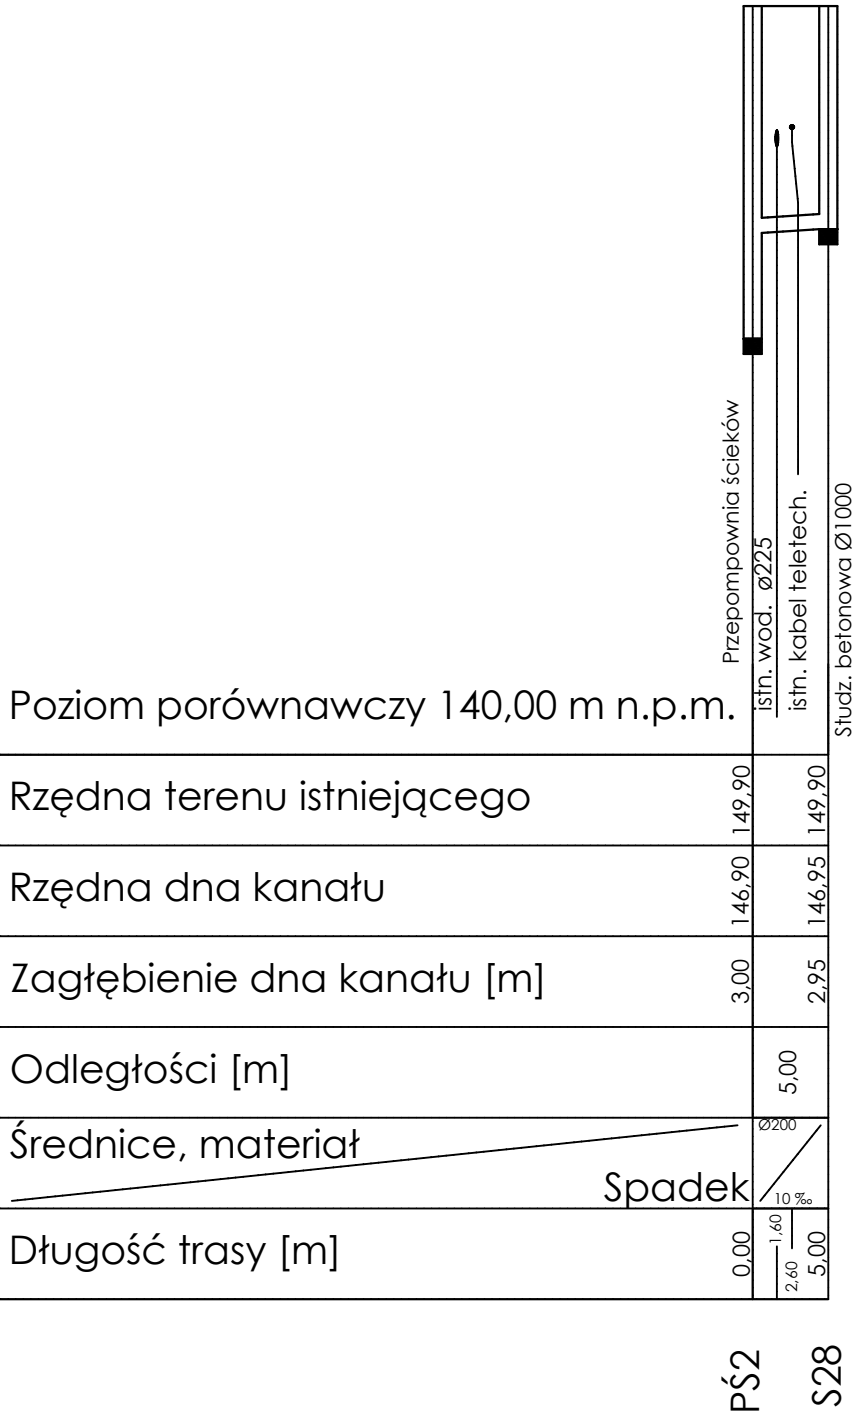 Przepompownia ścieków
istn. wod. ø225
istn. kabel teletech.
Studz. betonowa Ø1000
Poziom porównawczy 140,00 m n.p.m.
Rzędna terenu istniejącego
149,90
149,90
Rzędna dna kanału
146,90
146,95
Zagłębienie dna kanału [m]
3,00
2,95
Odległości [m]
5,00
Średnice, materiał
Spadek
Ø200
10 ‰
Długość trasy [m]
0,00
1,60
2,60
5,00
PŚ2
S28